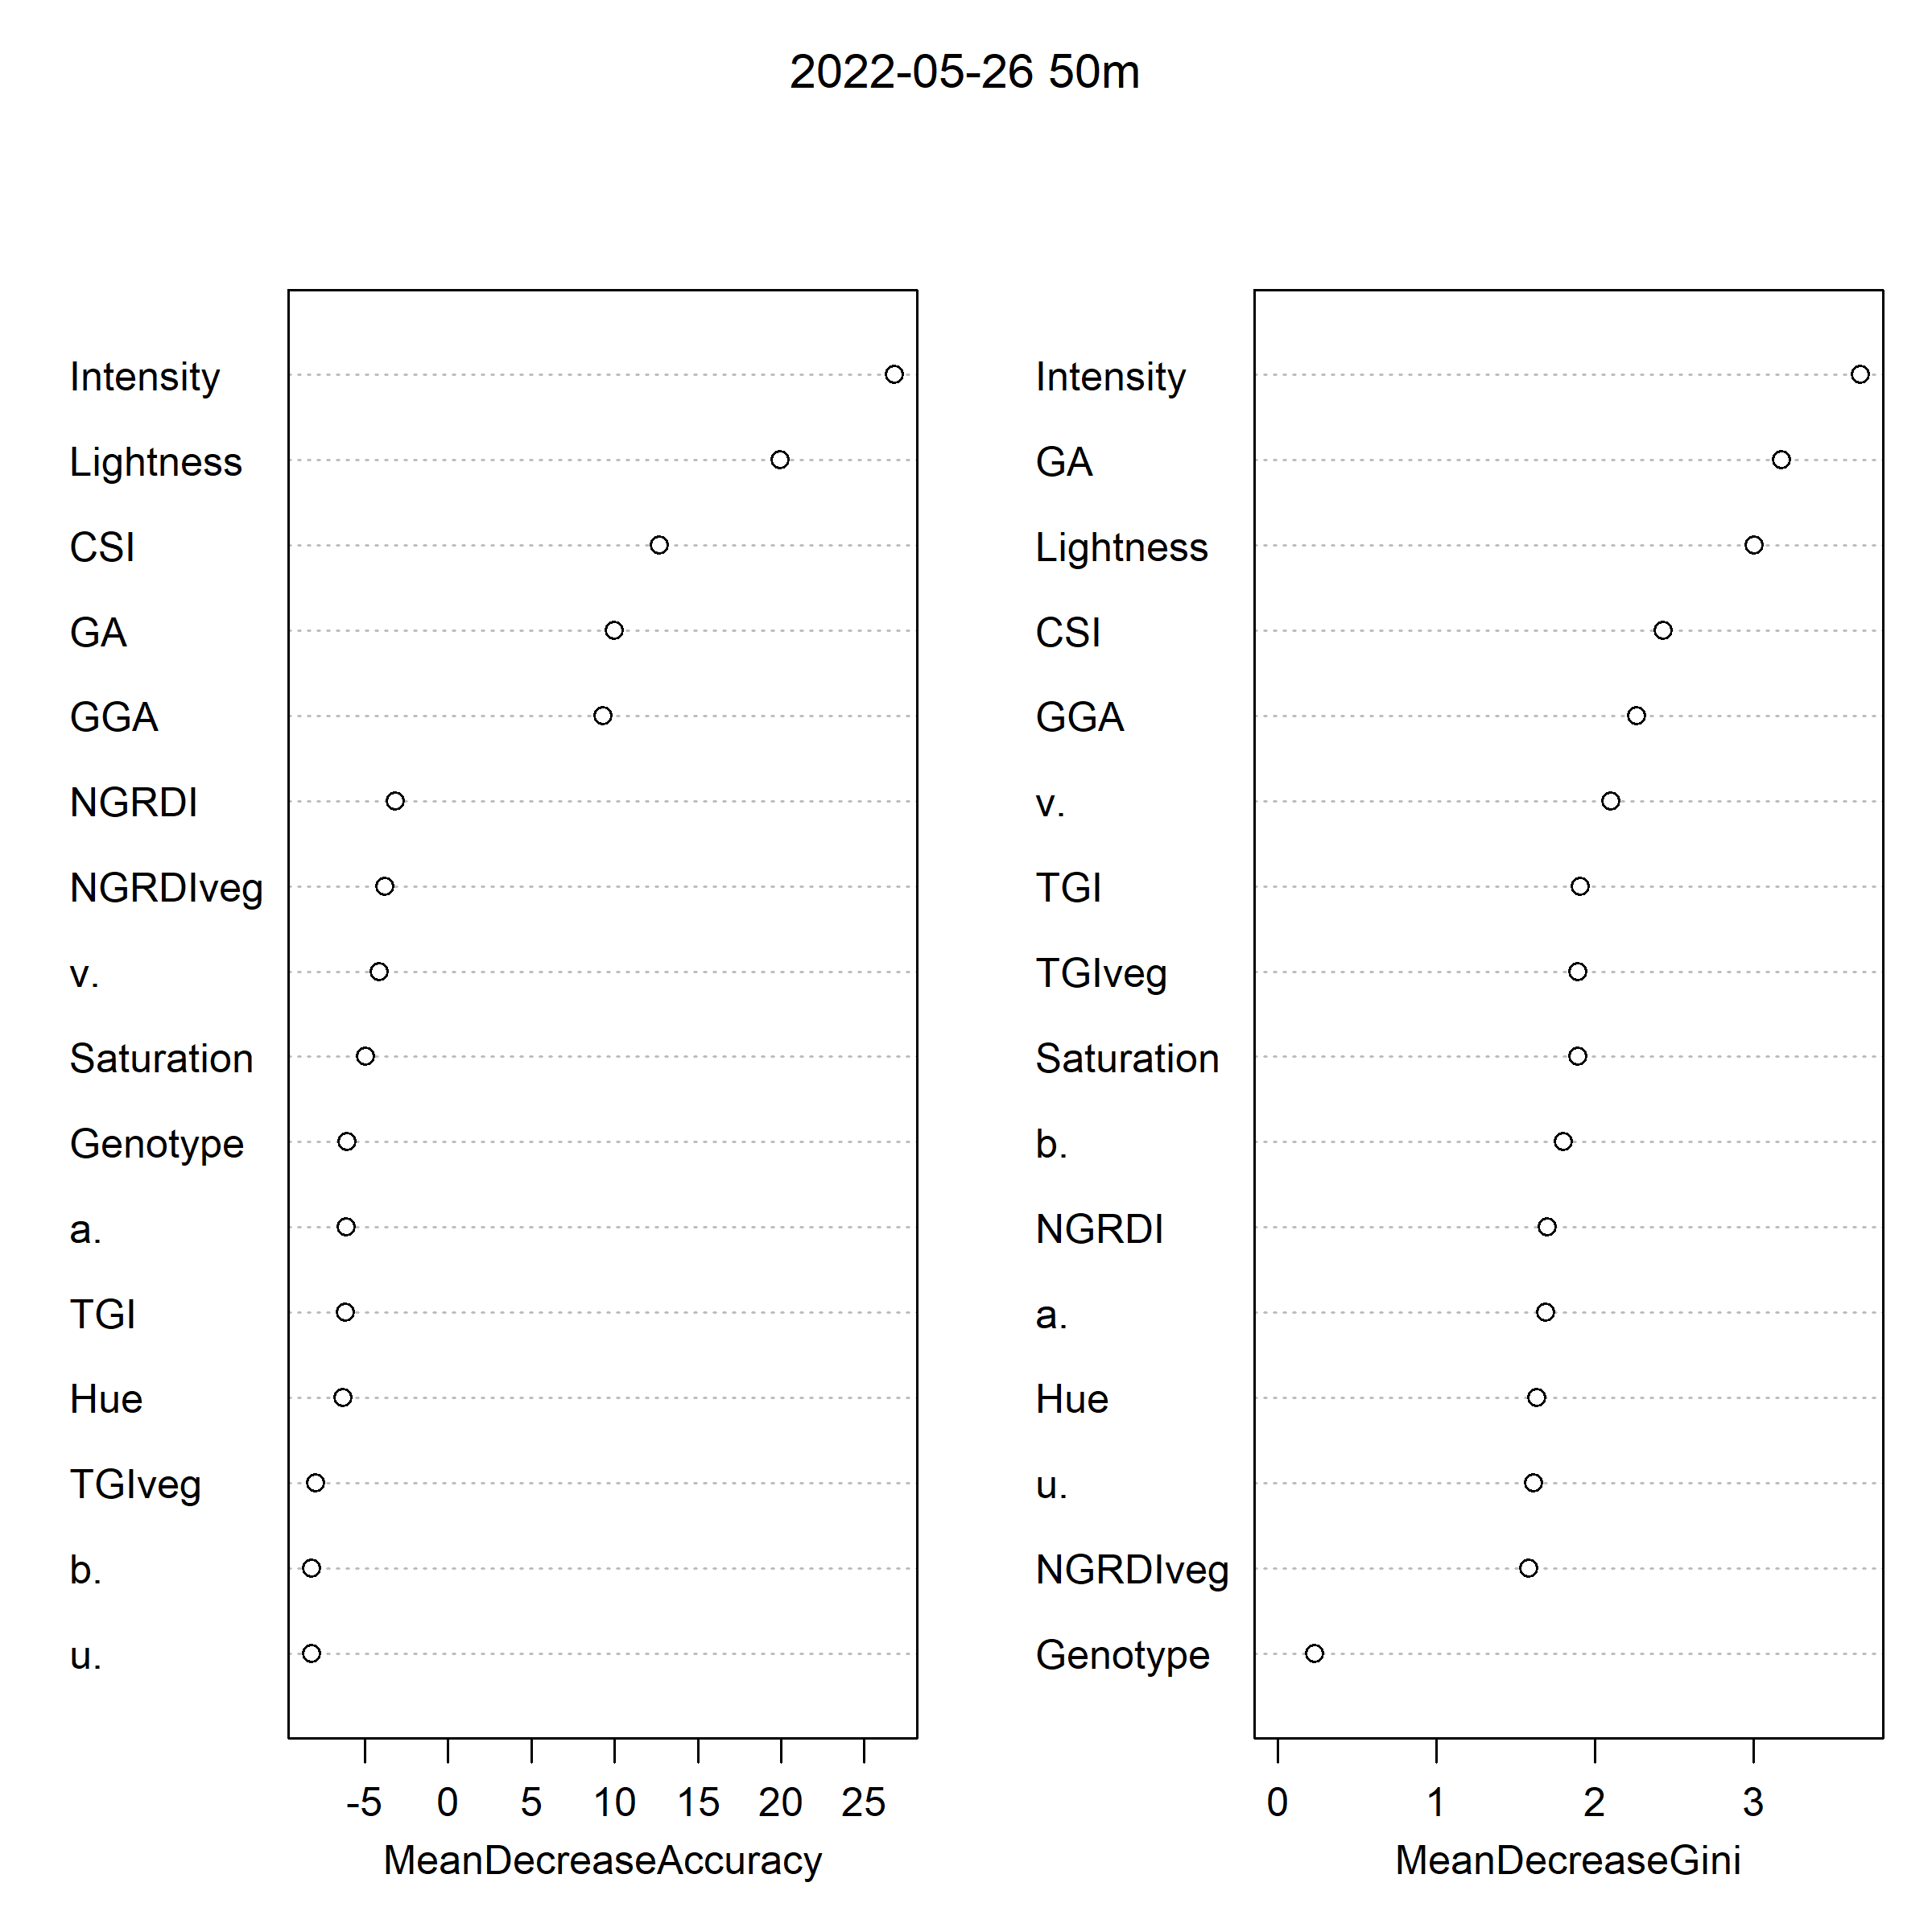 2022-05-26 50m
Intensity
Lightness
CSI
GA
GGA
NGRDI
NGRDIveg
v.
Saturation
Genotype
a.
TGI
Hue
TGIveg
b.
u.
-5 0 5 10 15 20 25
MeanDecreaseAccuracy
Intensity
GA
Lightness
CSI
GGA
v.
TGI
TGIveg
Saturation
b.
NGRDI
a.
Hue
u.
NGRDIveg
Genotype
0 1 2 3
MeanDecreaseGini